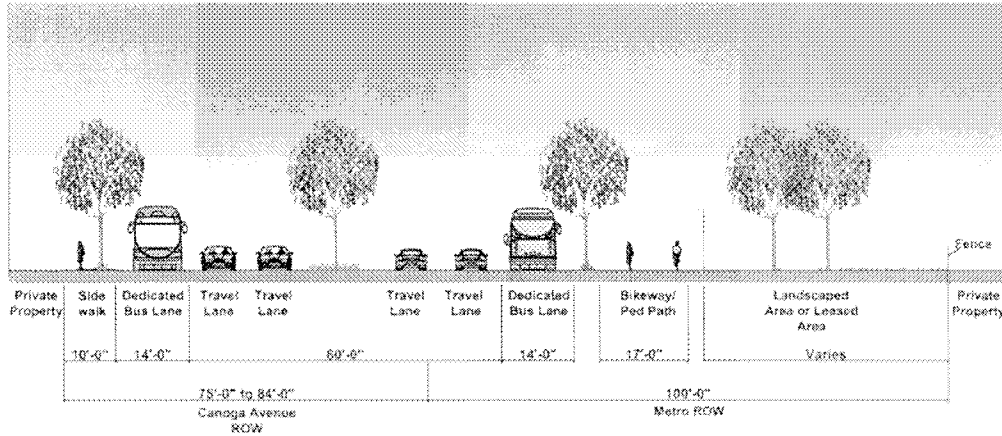 Fence
Private Property
Side walk
Dedicated Bus Lane
Travel Lane
Travel Lane
Travel Lane
Travel Lane
Dedicated Bus Lane
Bikeway/ Ped Path
Landscaped Area or Leased Area
Private Property
10'-0"
14'-0"
60'-0"
14'-0"
17'-0"
Varies
75'-0" to 84'-0"
100'-0"
Canoga Avenue ROW
Metro ROW